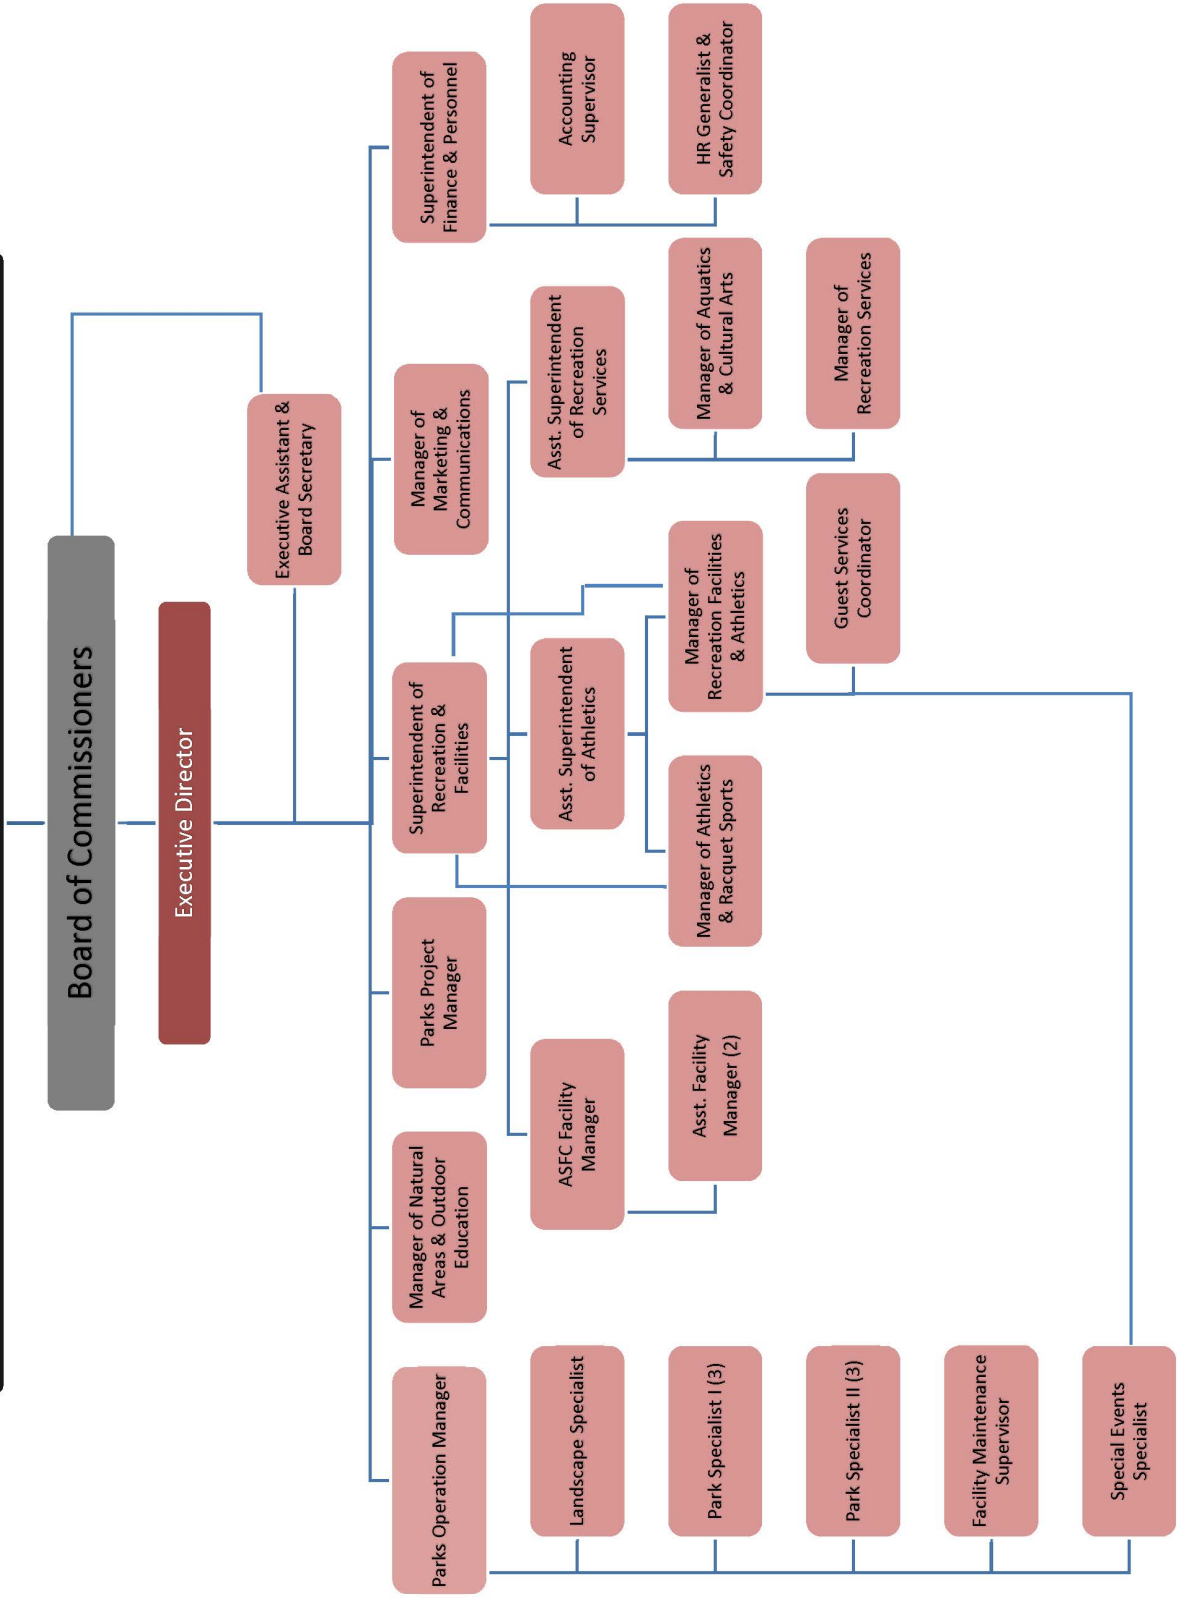 Board of Commissioners
Executive Director
Executive Assistant &
Board Secretary
Parks Operation Manager
Manager of Natural
Areas & Outdoor
Education
Parks Project
Manager
Superintendent of
Recreation &
Facilities
Manager of
Marketing &
Communications
Superintendent of
Finance & Personnel
Landscape Specialist
ASFC Facility
Manager
Asst. Superintendent
of Athletics
Asst. Superintendent
of Recreation
Services
Accounting
Supervisor
Park Specialist I (3)
Asst. Facility
Manager (2)
Manager of Athletics
& Racquet Sports
Manager of
Recreation Facilities
& Athletics
Manager of Aquatics
& Cultural Arts
HR Generalist &
Safety Coordinator
Park Specialist II (3)
Guest Services
Coordinator
Manager of
Recreation Services
Facility Maintenance
Supervisor
Special Events
Specialist